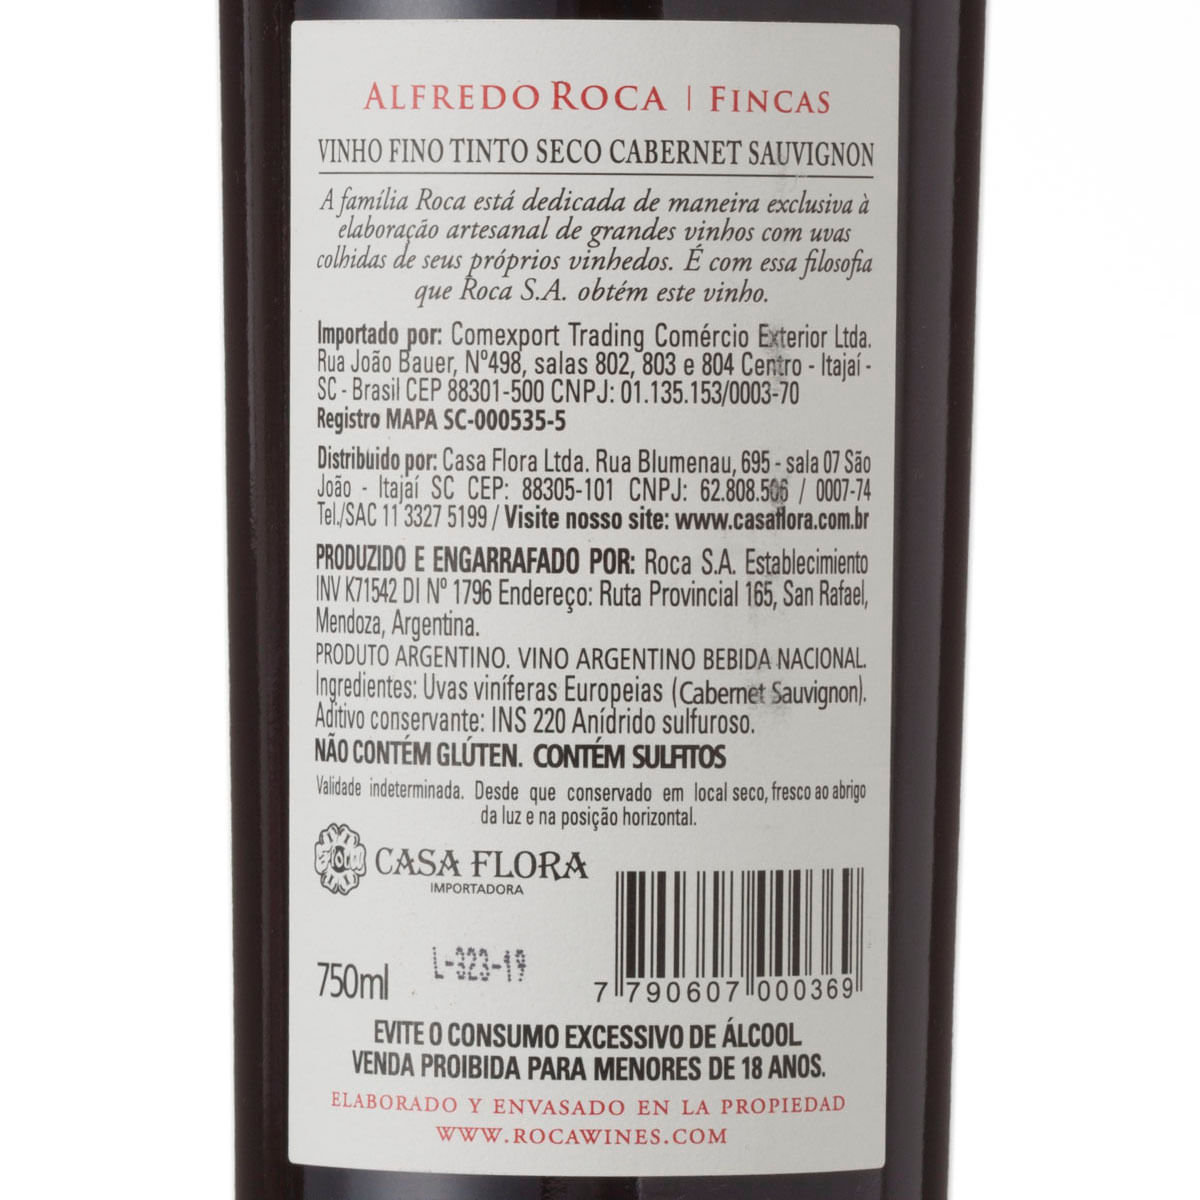 ALFREDO ROCA | FINCAS
VINHO FINO TINTO SECO CABERNET SAUVIGNON
A família Roca está dedicada de maneira exclusiva à
elaboração artesanal de grandes vinhos com uvas
colhidas de seus próprios vinhedos. É com essa filosofia
que Roca S.A. obtém este vinho.
Importado por: Comexport Trading Comércio Exterior Ltda.
Rua João Bauer, Nº498, salas 802, 803 e 804 Centro - Itajaí -
SC - Brasil CEP 88301-500 CNPJ: 01.135.153/0003-70
Registro MAPA SC-000535-5
Distribuido por: Casa Flora Ltda. Rua Blumenau, 695 - sala 07 São
João - Itajaí SC CEP: 88305-101 CNPJ: 62.808.506 / 0007-74
Tel./SAC 11 3327 5199 / Visite nosso site: www.casaflora.com.br
PRODUZIDO E ENGARRAFADO POR: Roca S.A. Establecimiento
INV K71542 DI Nº 1796 Endereço: Ruta Provincial 165, San Rafael,
Mendoza, Argentina.
PRODUTO ARGENTINO. VINO ARGENTINO BEBIDA NACIONAL.
Ingredientes: Uvas viníferas Europeias (Cabernet Sauvignon).
Aditivo conservante: INS 220 Anídrido sulfuroso.
NÃO CONTÉM GLÚTEN. CONTÉM SULFITOS
Validade indeterminada. Desde que conservado em local seco, fresco ao abrigo
da luz e na posição horizontal.
CASA FLORA
IMPORTADORA
L-323-19
750ml
7 790607 000369
EVITE O CONSUMO EXCESSIVO DE ÁLCOOL
VENDA PROIBIDA PARA MENORES DE 18 ANOS.
ELABORADO Y ENVASADO EN LA PROPIEDAD
WWW.ROCAWINES.COM